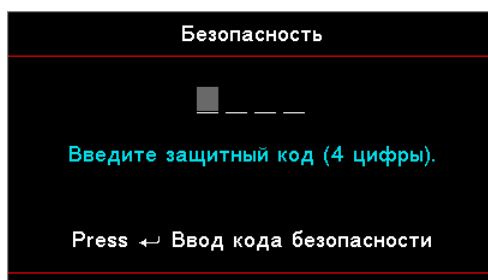 Безопасность
_ _ _ _
Введите защитный код (4 цифры).
Press ↵ Ввод кода безопасности